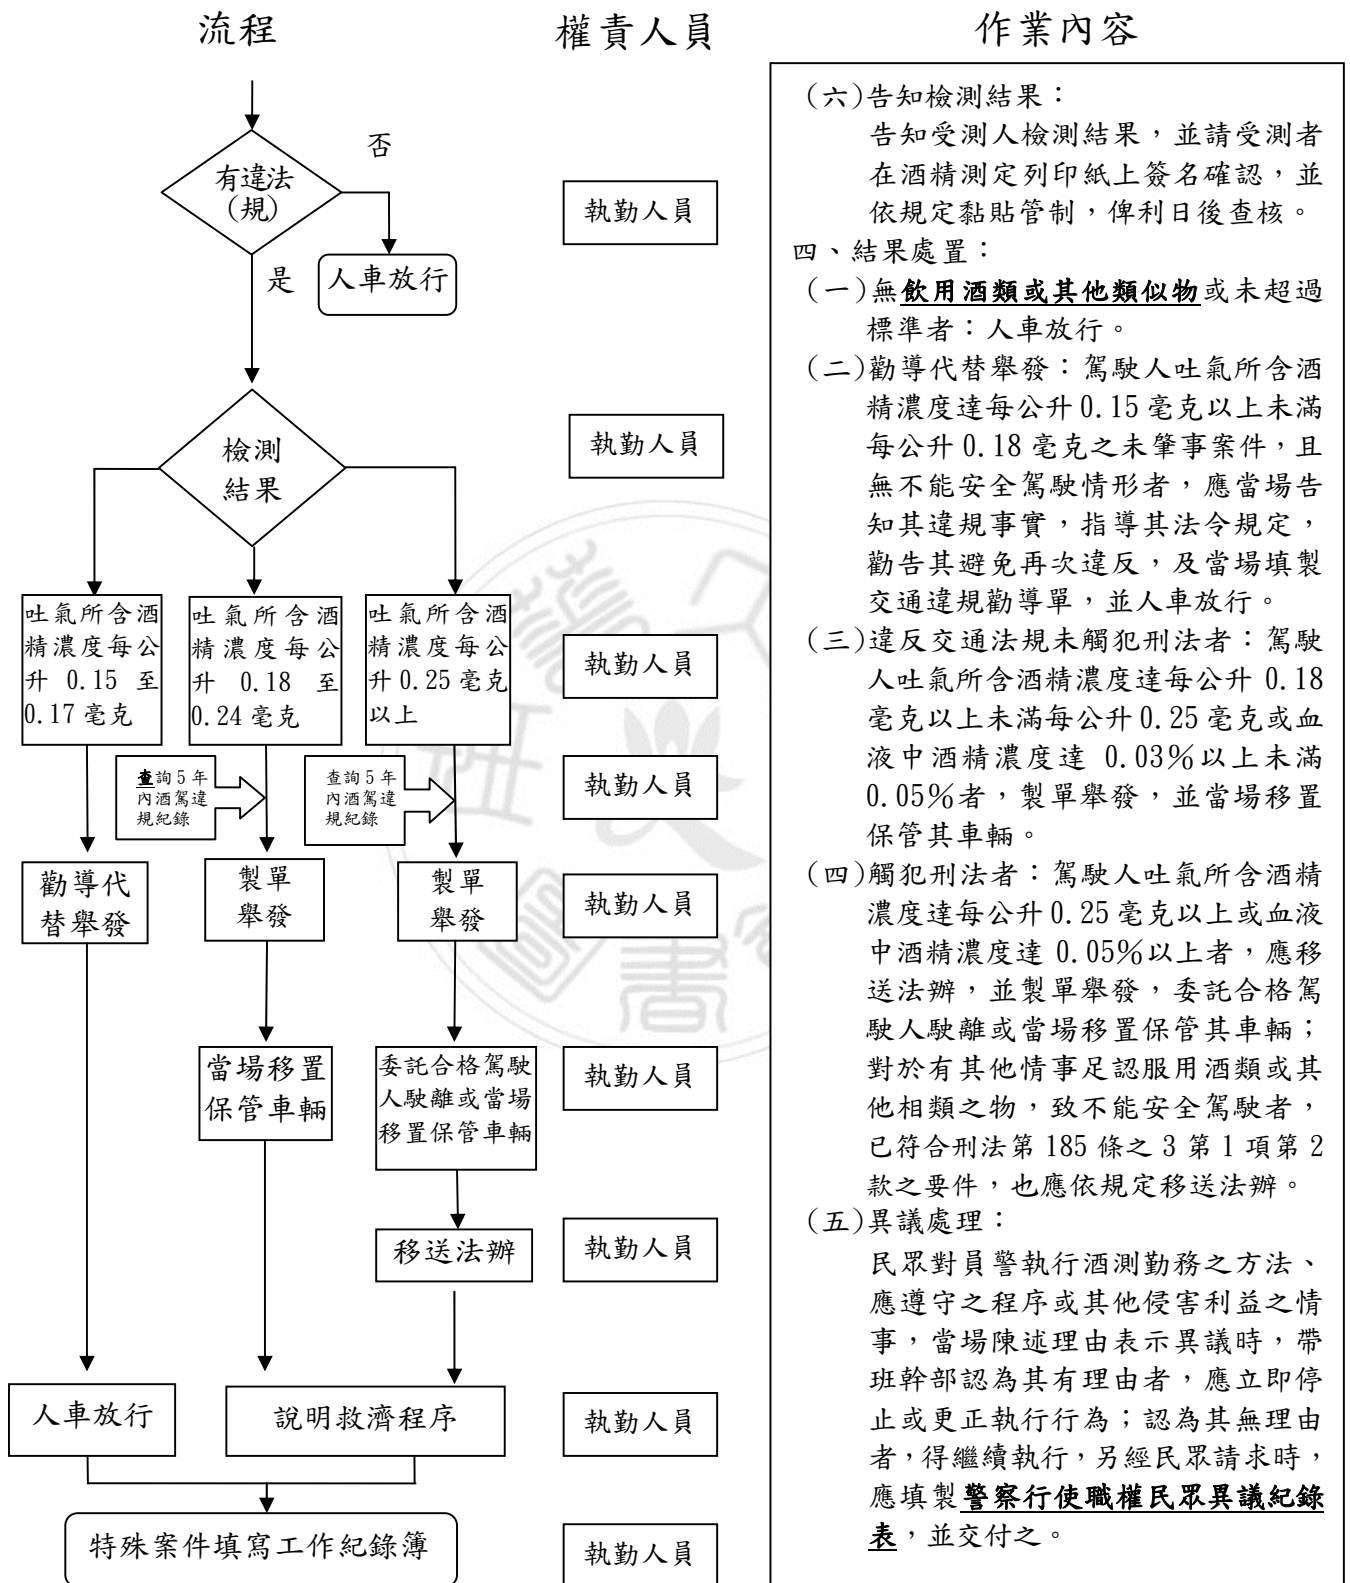 流程
權責人員
作業內容
有違法
(規)
否
是
人車放行
執勤人員
檢測
結果
執勤人員
吐氣所含酒
精濃度每公
升 0.15 至
0.17 毫克
吐氣所含酒
精濃度每公
升 0.18 至
0.24 毫克
吐氣所含酒
精濃度每公
升 0.25 毫克
以上
執勤人員
查詢 5 年
內酒駕違
規紀錄
查詢 5 年
內酒駕違
規紀錄
執勤人員
勸導代
替舉發
製單
舉發
製單
舉發
執勤人員
當場移置
保管車輛
委託合格駕駛
人駛離或當場
移置保管車輛
執勤人員
移送法辦
執勤人員
人車放行
說明救濟程序
執勤人員
特殊案件填寫工作紀錄簿
執勤人員
(六)告知檢測結果：
告知受測人檢測結果，並請受測者
在酒精測定列印紙上簽名確認，並
依規定黏貼管制，俾利日後查核。
四、結果處置：
(一)無飲用酒類或其他類似物或未超過
標準者：人車放行。
(二)勸導代替舉發：駕駛人吐氣所含酒
精濃度達每公升 0.15 毫克以上未滿
每公升 0.18 毫克之未肇事案件，且
無不能安全駕駛情形者，應當場告
知其違規事實，指導其法令規定，
勸告其避免再次違反，及當場填製
交通違規勸導單，並人車放行。
(三)違反交通法規未觸犯刑法者：駕駛
人吐氣所含酒精濃度達每公升 0.18
毫克以上未滿每公升 0.25 毫克或血
液中酒精濃度達 0.03%以上未滿
0.05%者，製單舉發，並當場移置
保管其車輛。
(四)觸犯刑法者：駕駛人吐氣所含酒精
濃度達每公升 0.25 毫克以上或血液
中酒精濃度達 0.05%以上者，應移
送法辦，並製單舉發，委託合格駕
駛人駛離或當場移置保管其車輛；
對於有其他情事足認服用酒類或其
他相類之物，致不能安全駕駛者，
已符合刑法第 185 條之 3 第 1 項第 2
款之要件，也應依規定移送法辦。
(五)異議處理：
民眾對員警執行酒測勤務之方法、
應遵守之程序或其他侵害利益之情
事，當場陳述理由表示異議時，帶
班幹部認為其有理由者，應立即停
止或更正執行行為；認為其無理由
者，得繼續執行，另經民眾請求時，
應填製警察行使職權民眾異議紀錄
表，並交付之。